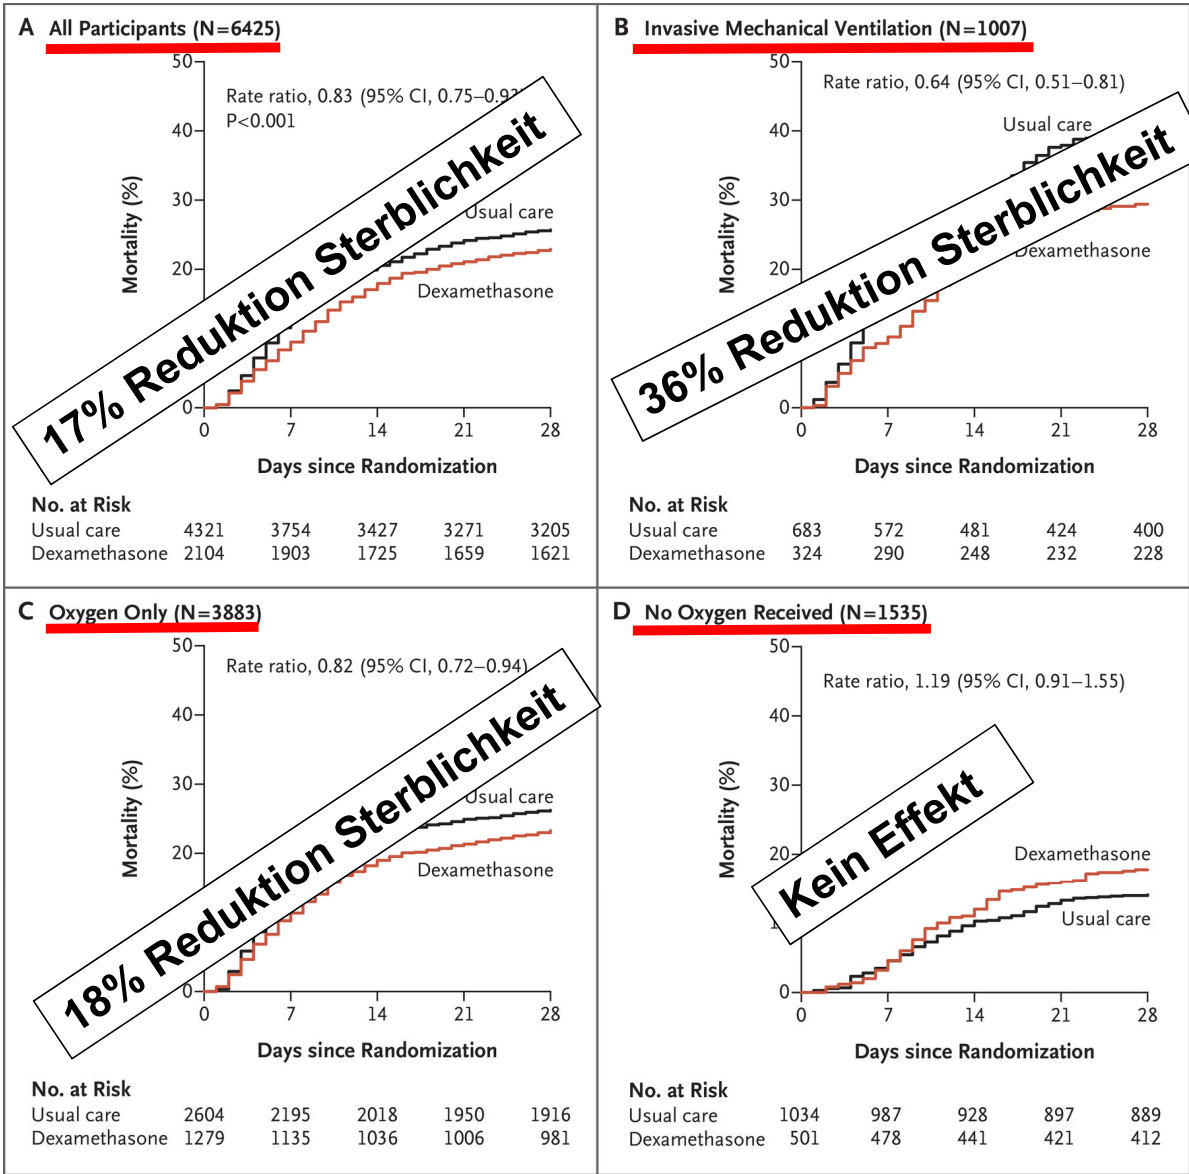 A All Participants (N=6425)
50
Rate ratio, 0.83 (95% CI, 0.75–0.93
P<0.001
40
30
20
0
Mortality (%)
Usual care
Dexamethasone
17% Reduktion Sterblichkeit
0 7 14 21 28
Days since Randomization
No. at Risk
Usual care 4321 3754 3427 3271 3205
Dexamethasone 2104 1903 1725 1659 1621
B Invasive Mechanical Ventilation (N=1007)
50
Rate ratio, 0.64 (95% CI, 0.51–0.81)
40
30
20
0
Mortality (%)
Usual care
Dexamethasone
36% Reduktion Sterblichkeit
0 7 14 21 28
Days since Randomization
No. at Risk
Usual care 683 572 481 424 400
Dexamethasone 324 290 248 232 228
C Oxygen Only (N=3883)
50
Rate ratio, 0.82 (95% CI, 0.72–0.94)
40
30
20
0
Mortality (%)
Usual care
Dexamethasone
18% Reduktion Sterblichkeit
0 7 14 21 28
Days since Randomization
No. at Risk
Usual care 2604 2195 2018 1950 1916
Dexamethasone 1279 1135 1036 1006 981
D No Oxygen Received (N=1535)
50
Rate ratio, 1.19 (95% CI, 0.91–1.55)
40
30
20
0
Mortality (%)
Dexamethasone
Usual care
Kein Effekt
0 7 14 21 28
Days since Randomization
No. at Risk
Usual care 1034 987 928 897 889
Dexamethasone 501 478 441 421 412